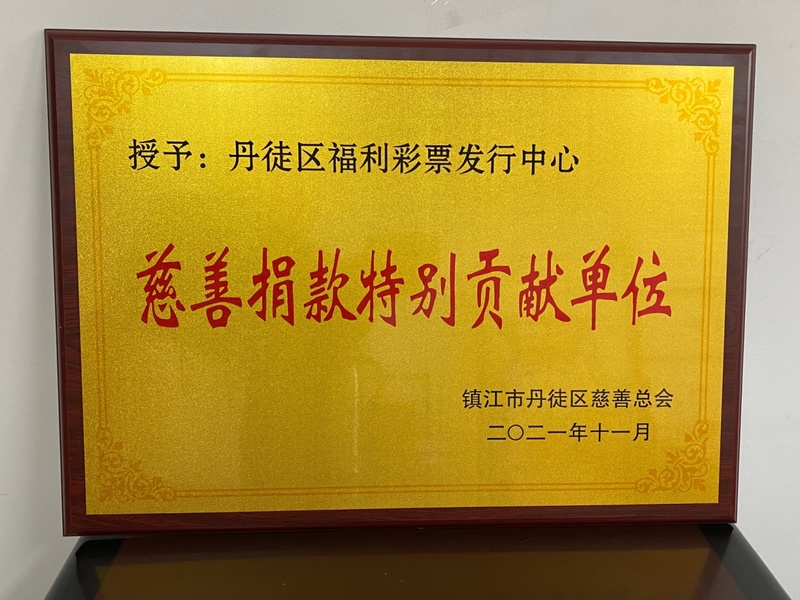 授予：丹徒区福利彩票发行中心
慈善捐款特别贡献单位
镇江市丹徒区慈善总会
二〇二一年十一月